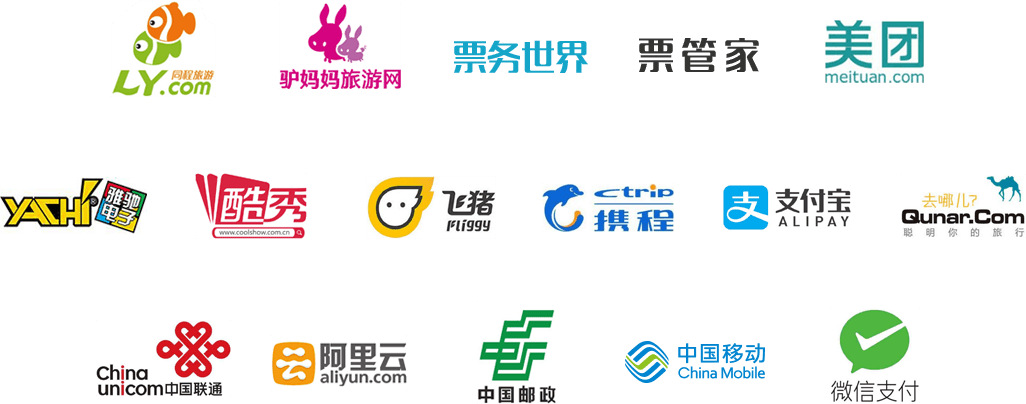 同程旅游
LY.com
驴妈妈旅游网
票务世界
票管家
美团
meituan.com
YACHI®
雅驰
电子
酷秀
www.coolshow.com.cn
飞猪
Fliggy
ctrip
携程
支
支付宝
ALIPAY
去哪儿?
Qunar.Com
聪明你的旅行
China
unicom中国联通
阿里云
aliyun.com
中国邮政
中国移动
China Mobile
微信支付